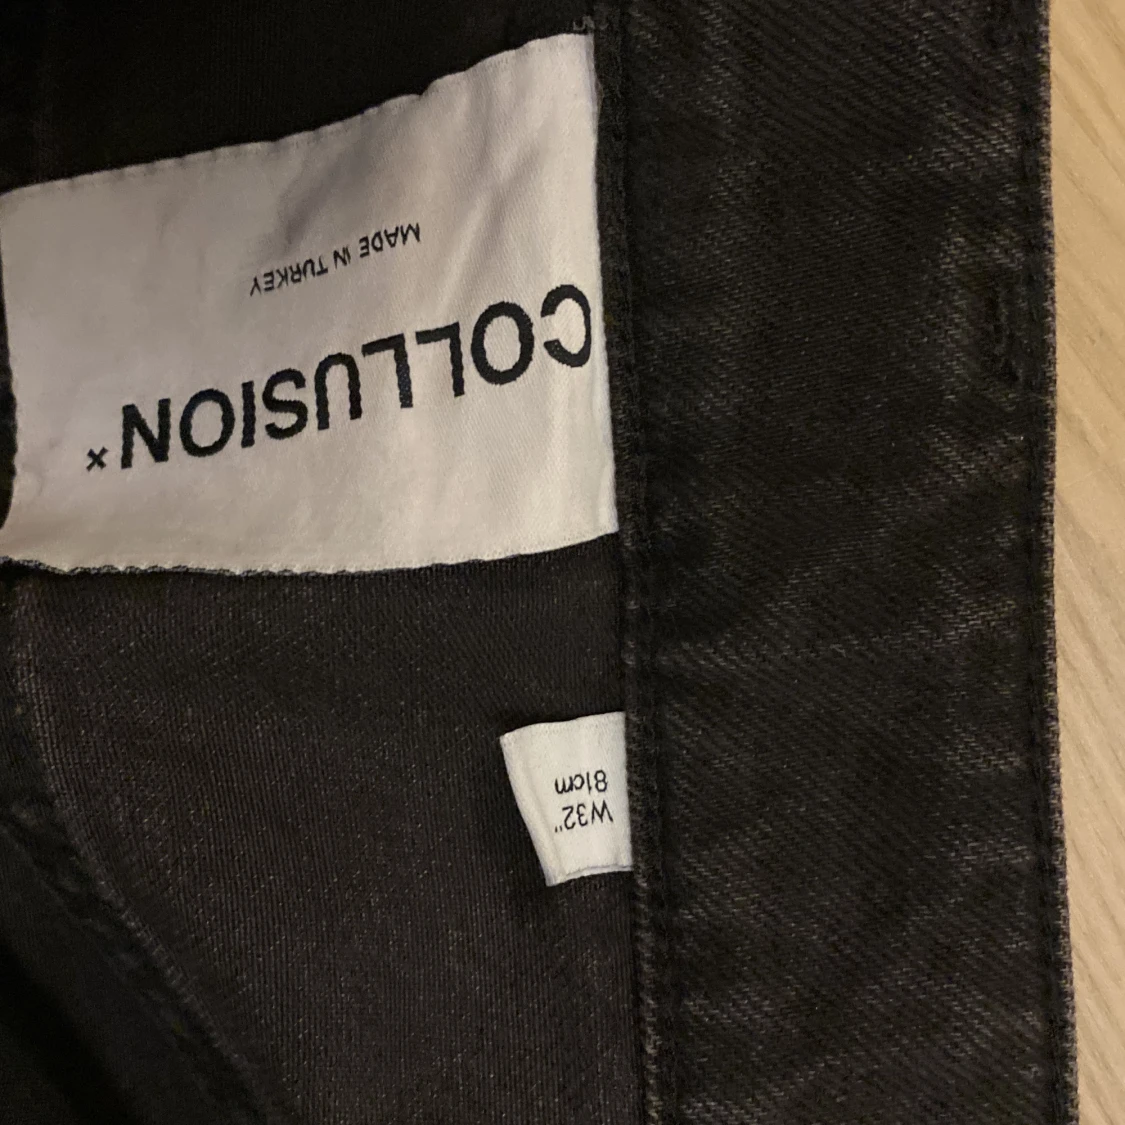 COLLUSION×
MADE IN TURKEY
W32"
81cm